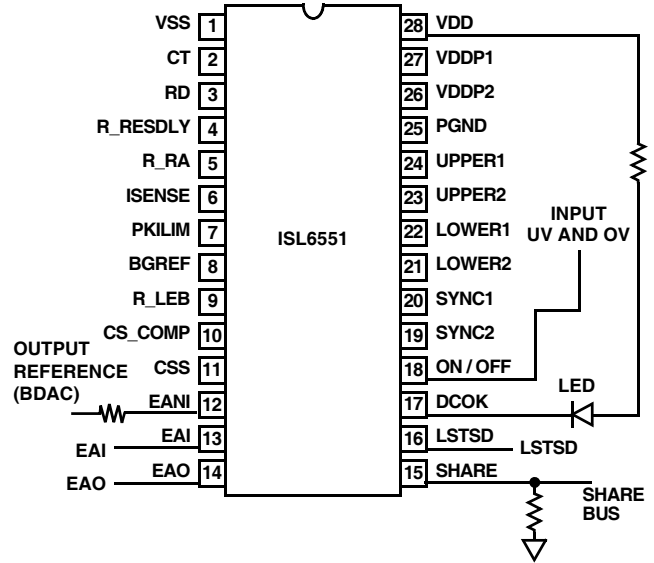 VSS 1
CT 2
RD 3
R_RESDLY 4
R_RA 5
ISENSE 6
PKILIM 7
BGREF 8
R_LEB 9
CS_COMP 10
CSS 11
EANI 12
EAI 13
EAO 14
OUTPUT
REFERENCE
(BDAC)
EAI
EAO
ISL6551
28 VDD
27 VDDP1
26 VDDP2
25 PGND
24 UPPER1
23 UPPER2
22 LOWER1
21 LOWER2
20 SYNC1
19 SYNC2
18 ON / OFF
17 DCOK
16 LSTSD
15 SHARE
INPUT
UV AND OV
LED
LSTSD
SHARE
BUS